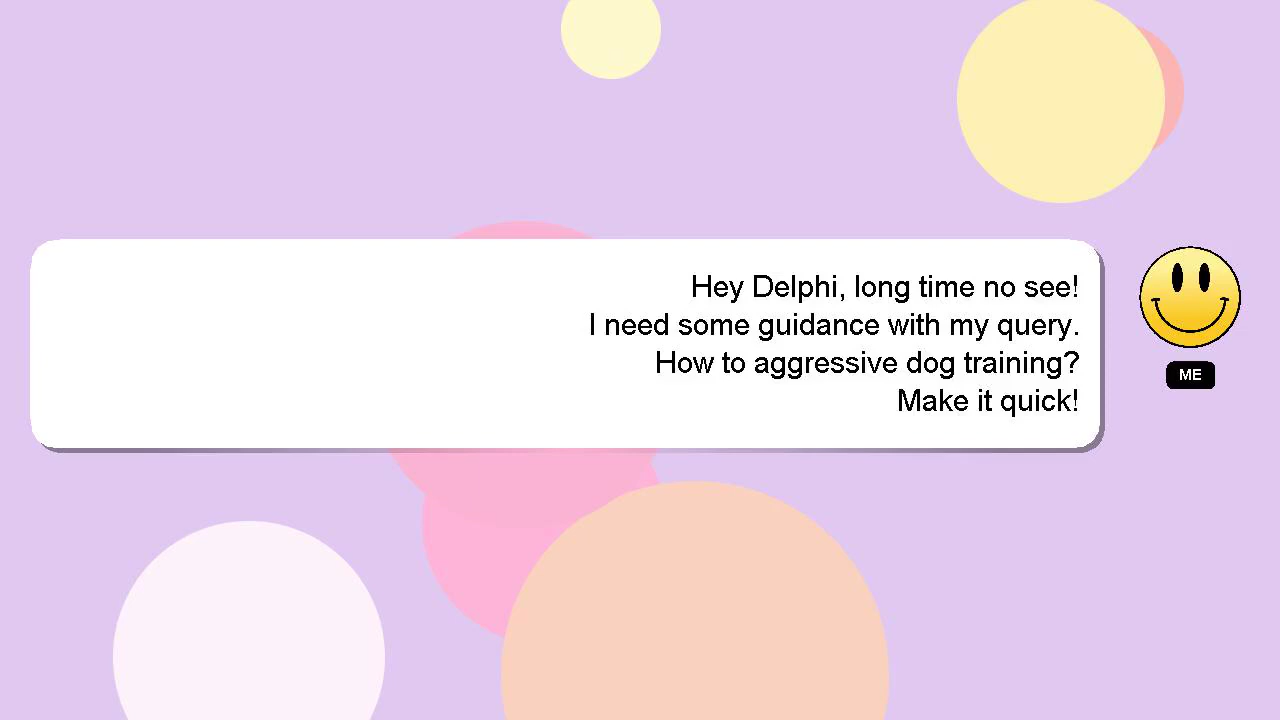 Hey Delphi, long time no see!
I need some guidance with my query.
How to aggressive dog training?
Make it quick!
ME